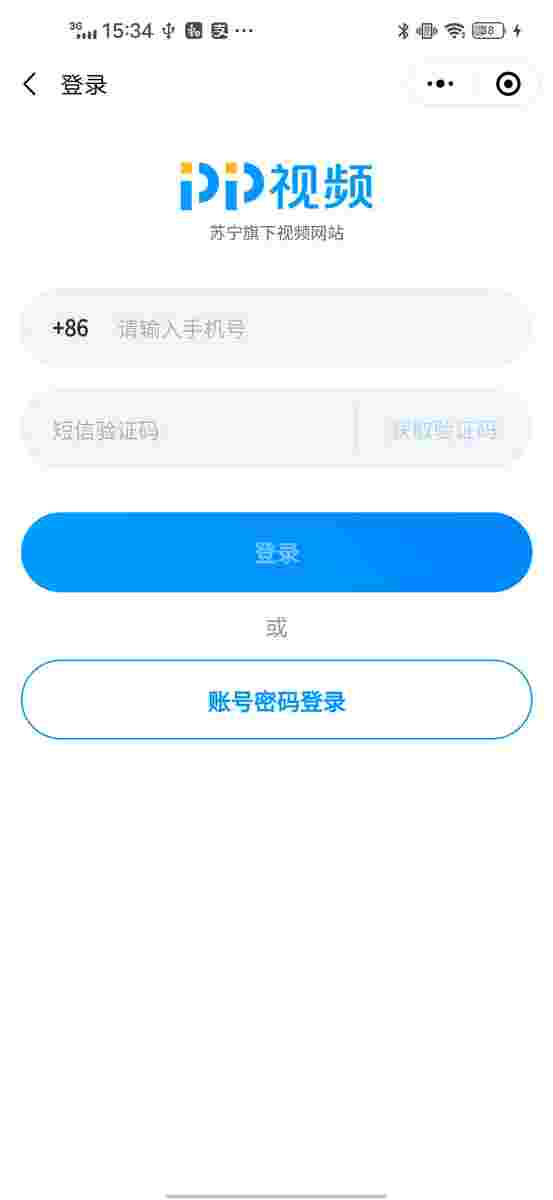 3G 15:34
登录
PP视频
苏宁旗下视频网站
+86 请输入手机号
短信验证码 获取验证码
登录
或
账号密码登录